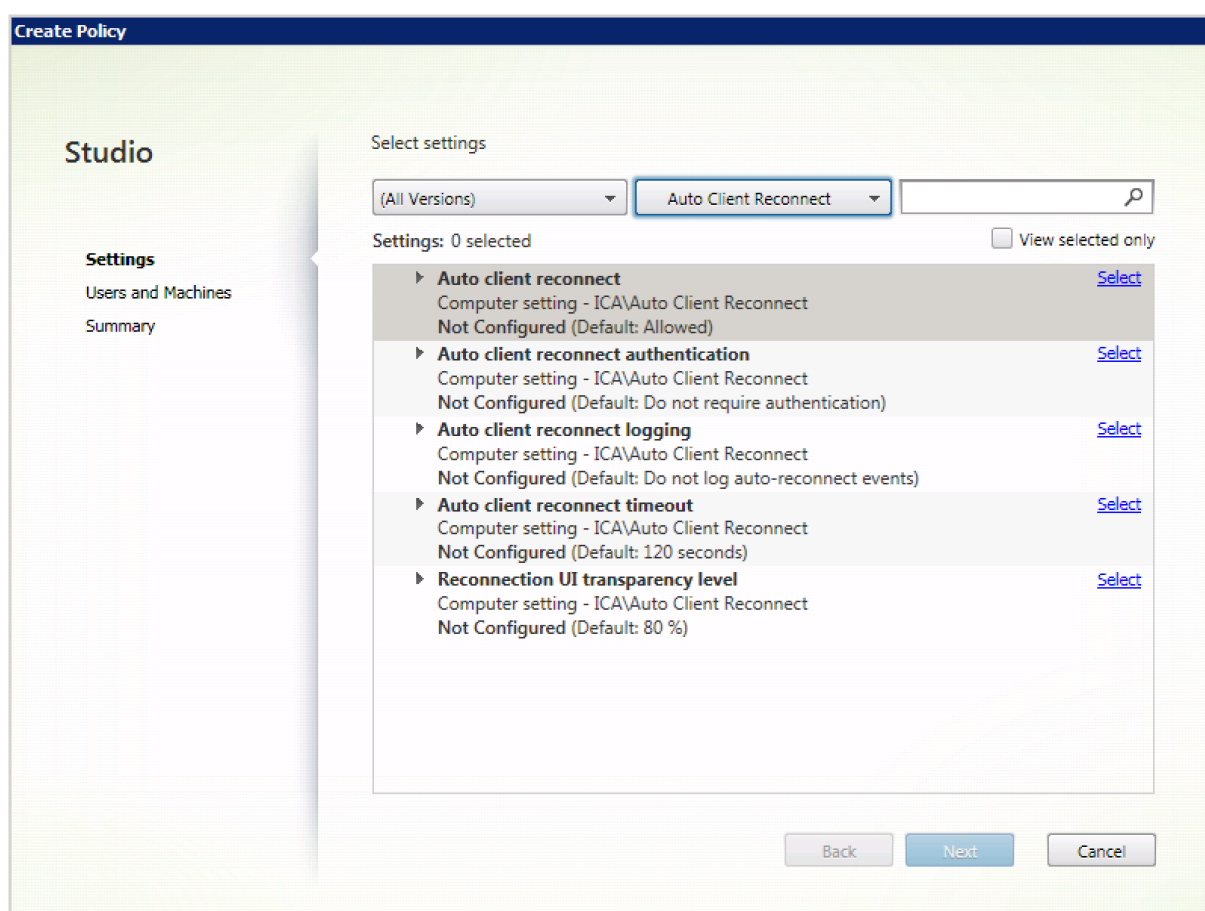 Create Policy
Studio
Settings
Users and Machines
Summary
Select settings
(All Versions)
Auto Client Reconnect
Settings: 0 selected
View selected only
Auto client reconnect
Select
Computer setting - ICA\Auto Client Reconnect
Not Configured (Default: Allowed)
Auto client reconnect authentication
Select
Computer setting - ICA\Auto Client Reconnect
Not Configured (Default: Do not require authentication)
Auto client reconnect logging
Select
Computer setting - ICA\Auto Client Reconnect
Not Configured (Default: Do not log auto-reconnect events)
Auto client reconnect timeout
Select
Computer setting - ICA\Auto Client Reconnect
Not Configured (Default: 120 seconds)
Reconnection UI transparency level
Select
Computer setting - ICA\Auto Client Reconnect
Not Configured (Default: 80 %)
Back
Next
Cancel